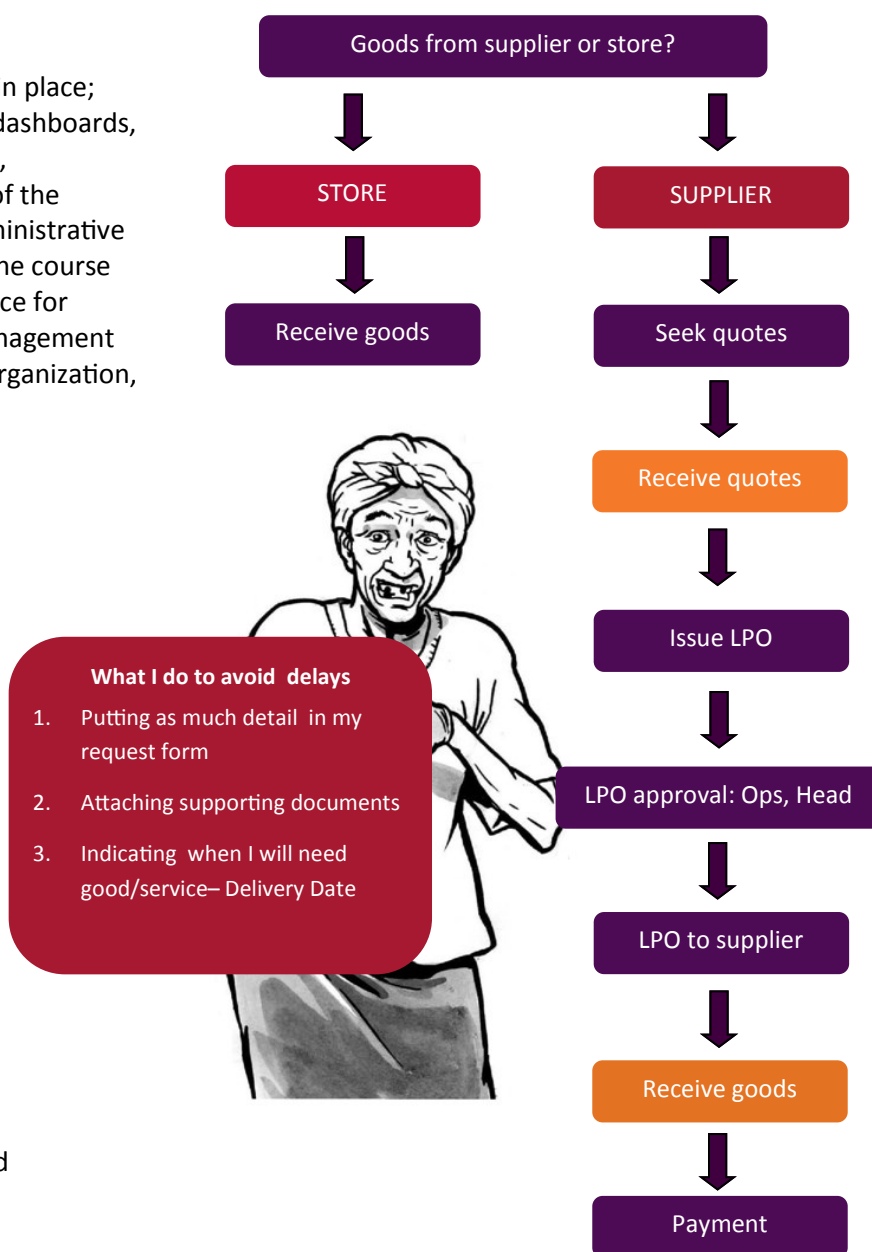 Goods from supplier or store?
in place;
dashboards,
,
of the
ministrative
he course
ce for
nagement
rganization,
STORE
SUPPLIER
Receive goods
Seek quotes
Receive quotes
Issue LPO
What I do to avoid delays
1. Putting as much detail in my
request form
2. Attaching supporting documents
3. Indicating when I will need
good/service– Delivery Date
LPO approval: Ops, Head
LPO to supplier
Receive goods
d
Payment